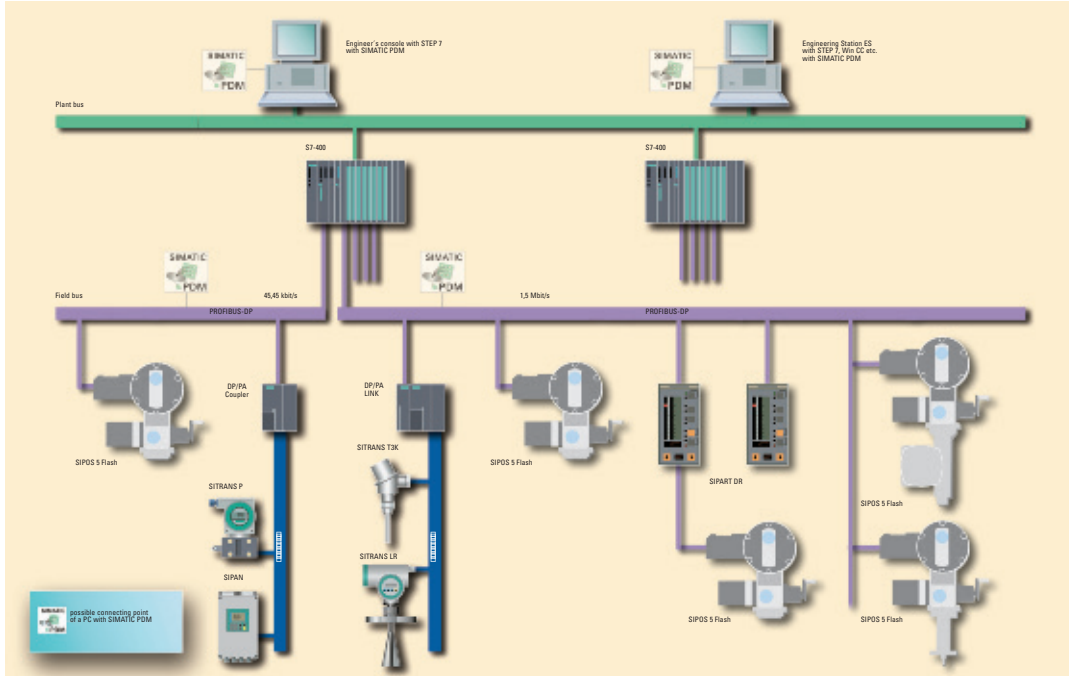 SIMATIC
PDM
Engineer's console with STEP 7
with SIMATIC PDM
SIMATIC
PDM
Engineering Station ES
with STEP 7, Win CC etc.
with SIMATIC PDM
Plant bus
S7-400
S7-400
SIMATIC
PDM
SIMATIC
PDM
Field bus
45,45 kbit/s
1,5 Mbit/s
PROFIBUS-DP
PROFIBUS-DP
DP/PA
Coupler
DP/PA
LINK
SIPOS 5 Flash
SITRANS T3K
SIPOS 5 Flash
SIPART DR
SITRANS P
SIPOS 5 Flash
SITRANS LR
SIPAN
SIMATIC
PDM
possible connecting point
of a PC with SIMATIC PDM
SIPOS 5 Flash
SIPOS 5 Flash